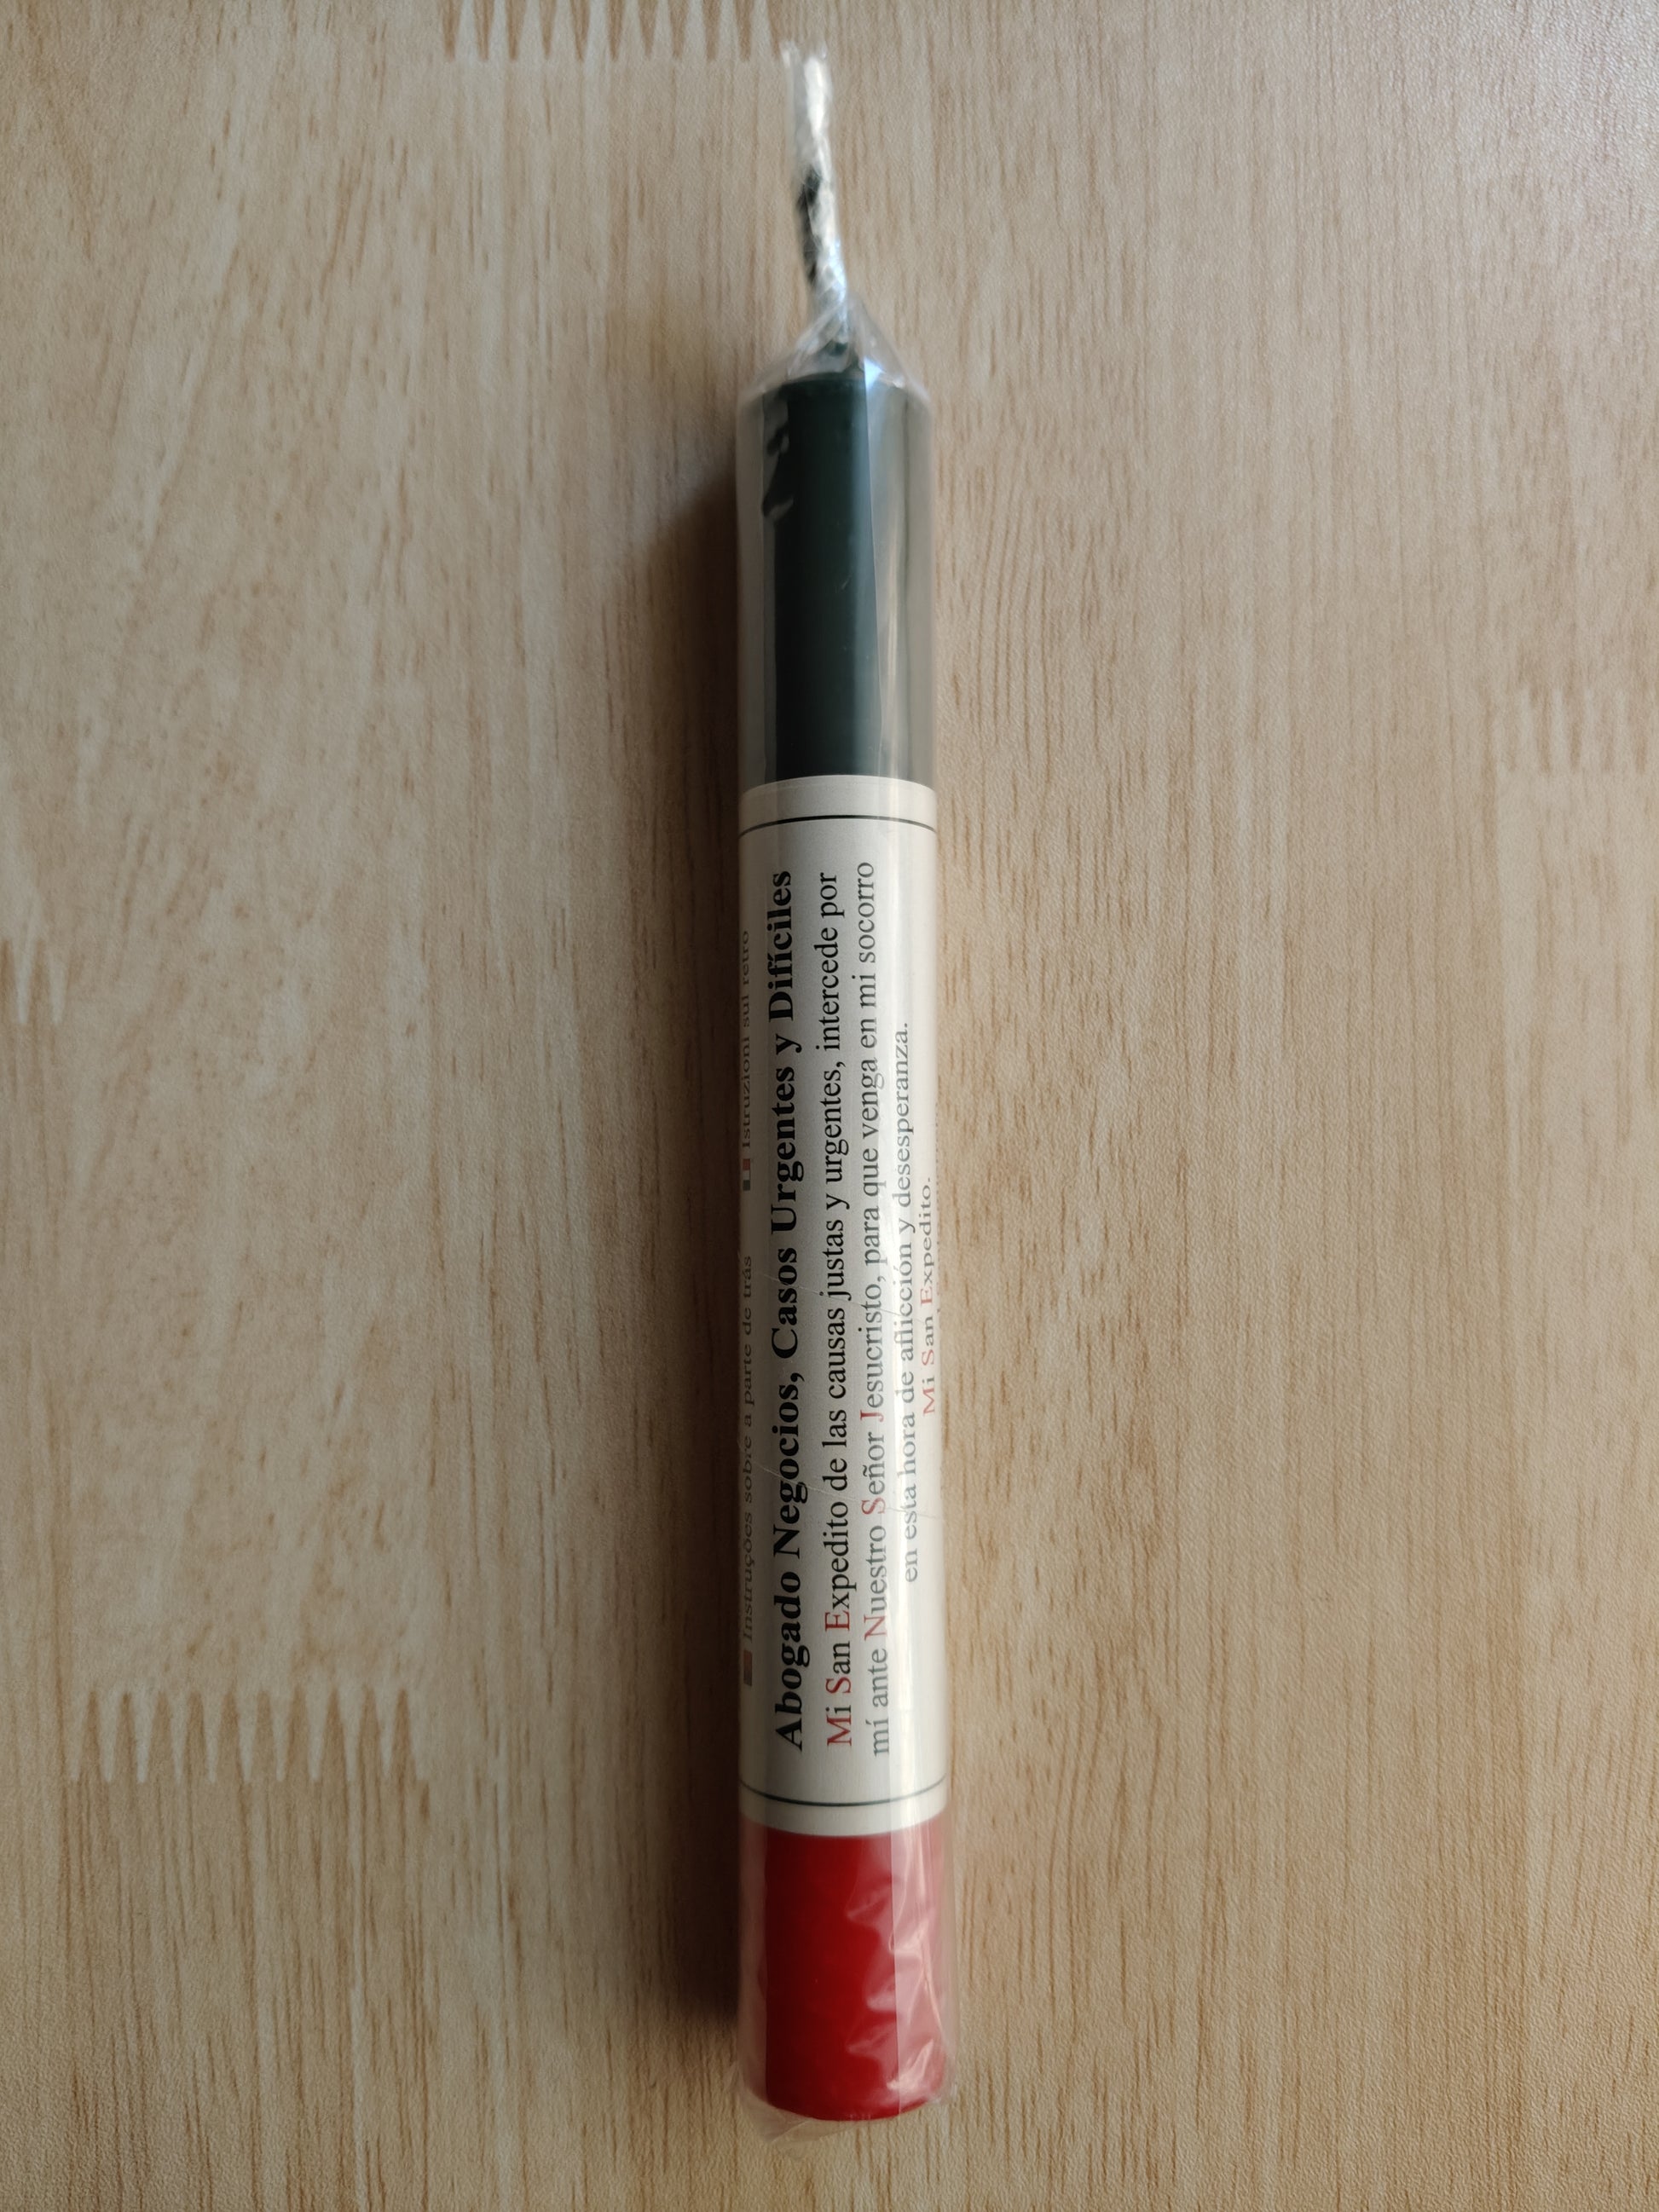 Instruções sobre a parte de trás Istruzioni sul retro
Abogado Negocios, Casos Urgentes y Difíciles
Mi San Expedito de las causas justas y urgentes, intercede por
mí ante Nuestro Señor Jesucristo, para que venga en mi socorro
en esta hora de aflicción y desesperanza.
Mi San Expedito.